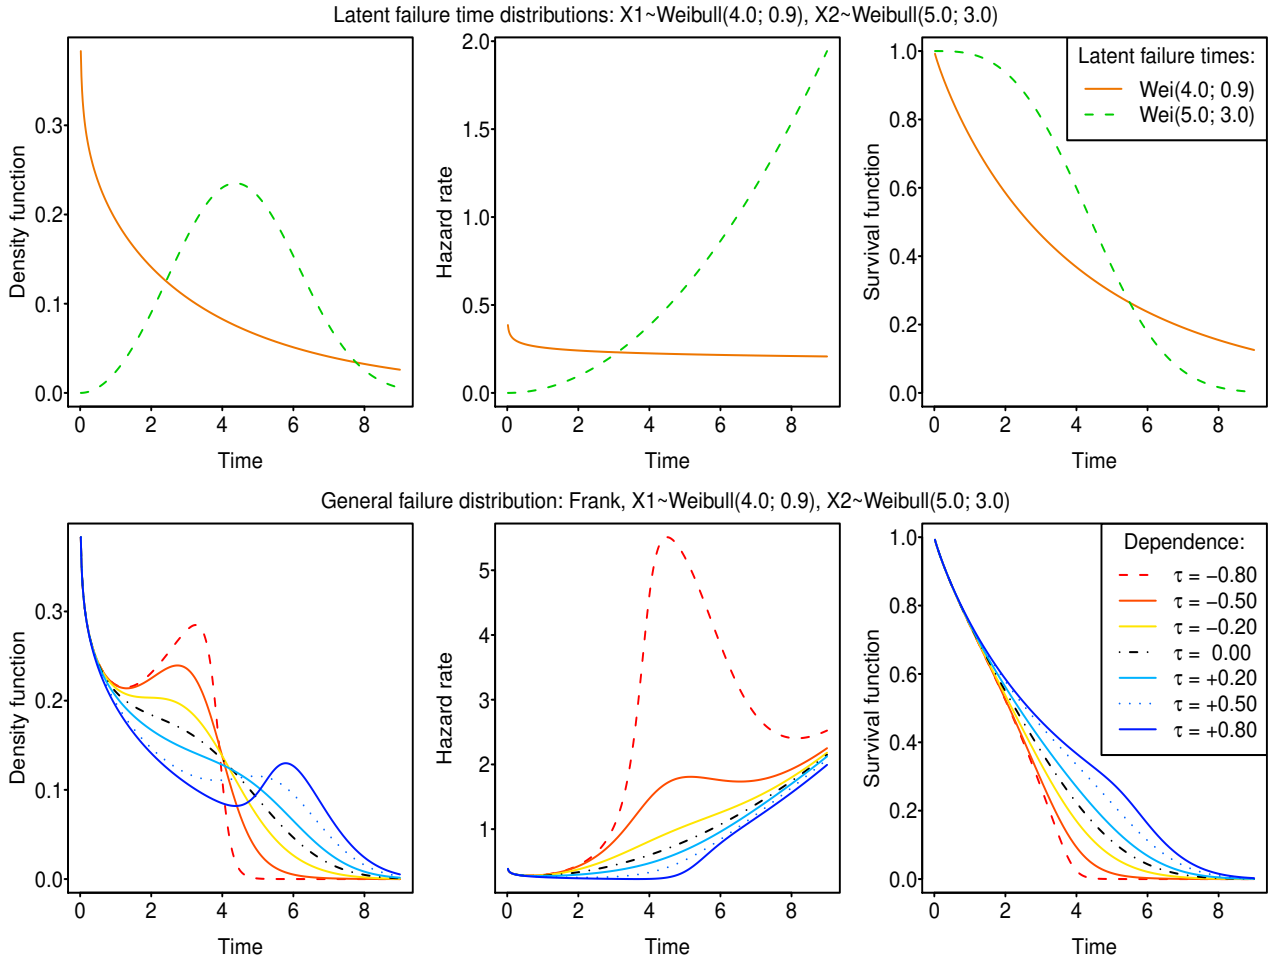 Latent failure time distributions: X1~Weibull(4.0; 0.9), X2~Weibull(5.0; 3.0)
Density function
0.0
0.1
0.2
0.3
0 2 4 6 8
Time
Hazard rate
0.0
0.5
1.0
1.5
2.0
0 2 4 6 8
Time
Survival function
0.0
0.2
0.4
0.6
0.8
1.0
0 2 4 6 8
Time
Latent failure times:
Wei(4.0; 0.9)
Wei(5.0; 3.0)
General failure distribution: Frank, X1~Weibull(4.0; 0.9), X2~Weibull(5.0; 3.0)
Density function
0.0
0.1
0.2
0.3
0 2 4 6 8
Time
Hazard rate
1
2
3
4
5
0 2 4 6 8
Time
Survival function
0.0
0.2
0.4
0.6
0.8
1.0
0 2 4 6 8
Time
Dependence:
τ = −0.80
τ = −0.50
τ = −0.20
τ = 0.00
τ = +0.20
τ = +0.50
τ = +0.80